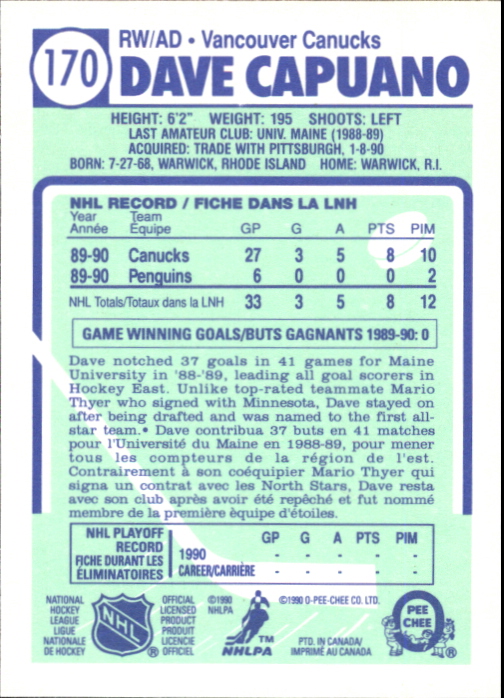 170
RW/AD • Vancouver Canucks
DAVE CAPUANO
HEIGHT: 6'2" WEIGHT: 195 SHOOTS: LEFT
LAST AMATEUR CLUB: UNIV. MAINE (1988-89)
ACQUIRED: TRADE WITH PITTSBURGH, 1-8-90
BORN: 7-27-68, WARWICK, RHODE ISLAND HOME: WARWICK, R.I.
NHL RECORD / FICHE DANS LA LNH
Year Team
Année Equipe GP G A PTS PIM
89-90 Canucks 27 3 5 8 10
89-90 Penguins 6 0 0 0 2
NHL Totals/Totaux dans la LNH 33 3 5 8 12
GAME WINNING GOALS/BUTS GAGNANTS 1989-90: 0
Dave notched 37 goals in 41 games for Maine
University in '88-'89, leading all goal scorers in
Hockey East. Unlike top-rated teammate Mario
Thyer who signed with Minnesota, Dave stayed on
after being drafted and was named to the first all-
star team.• Dave contribua 37 buts en 41 matches
pour l'Université du Maine en 1988-89, pour mener
tous les compteurs de la région de l'est.
Contrairement à son coéquipier Mario Thyer qui
signa un contrat avec les North Stars, Dave resta
avec son club après avoir été repêché et fut nommé
membre de la première èquipe d'étoiles.
NHL PLAYOFF
RECORD
FICHE DURANT LES
ÉLIMINATOIRES
GP G A PTS PIM
1990 - - - - -
CAREER/CARRIÈRE - - - - -
NATIONAL
HOCKEY
LEAGUE
LIGUE
NATIONALE
DE HOCKEY
NHL
®
OFFICIAL
LICENSED
PRODUCT
PRODUIT
LICENCIE
OFFICIEL
©1990
NHLPA
TM
NHLPA
©1990 O-PEE-CHEE CO. LTD.
PTD. IN CANADA/
IMPRIMÉ AU CANADA
O
PEE
CHEE
®